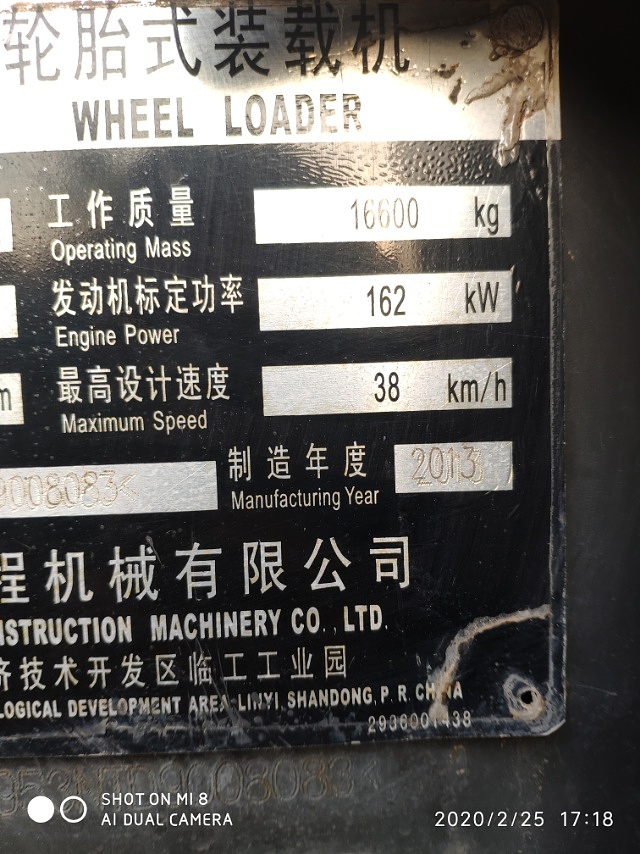 轮胎式装载机
WHEEL LOADER
工作质量 16600 kg
Operating Mass
发动机标定功率 162 kW
Engine Power
m 最高设计速度 38 km/h
Maximum Speed
9008083< 制造年度 2013
Manufacturing Year
程机械有限公司
NSTRUCTION MACHINERY CO., LTD.
济技术开发区临工工业园
LOGICAL DEVELOPMENT AREA LINYI, SHANDONG, P. R. CHINA
2936001438
9008083<
SHOT ON MI 8
AI DUAL CAMERA
2020/2/25 17:18